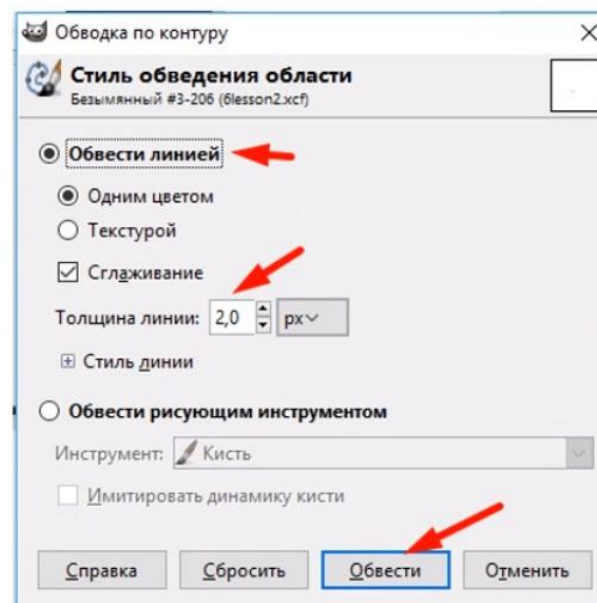 Обводка по контуру
Стиль обведения области
Безымянный #3-206 (6lesson2.xcf)
Обвести линией
Одним цветом
Текстурой
Сглаживание
Толщина линии: 2,0 px
Стиль линии
Обвести рисующим инструментом
Инструмент: Кисть
Имитировать динамику кисти
Справка Сбросить Обвести Отменить